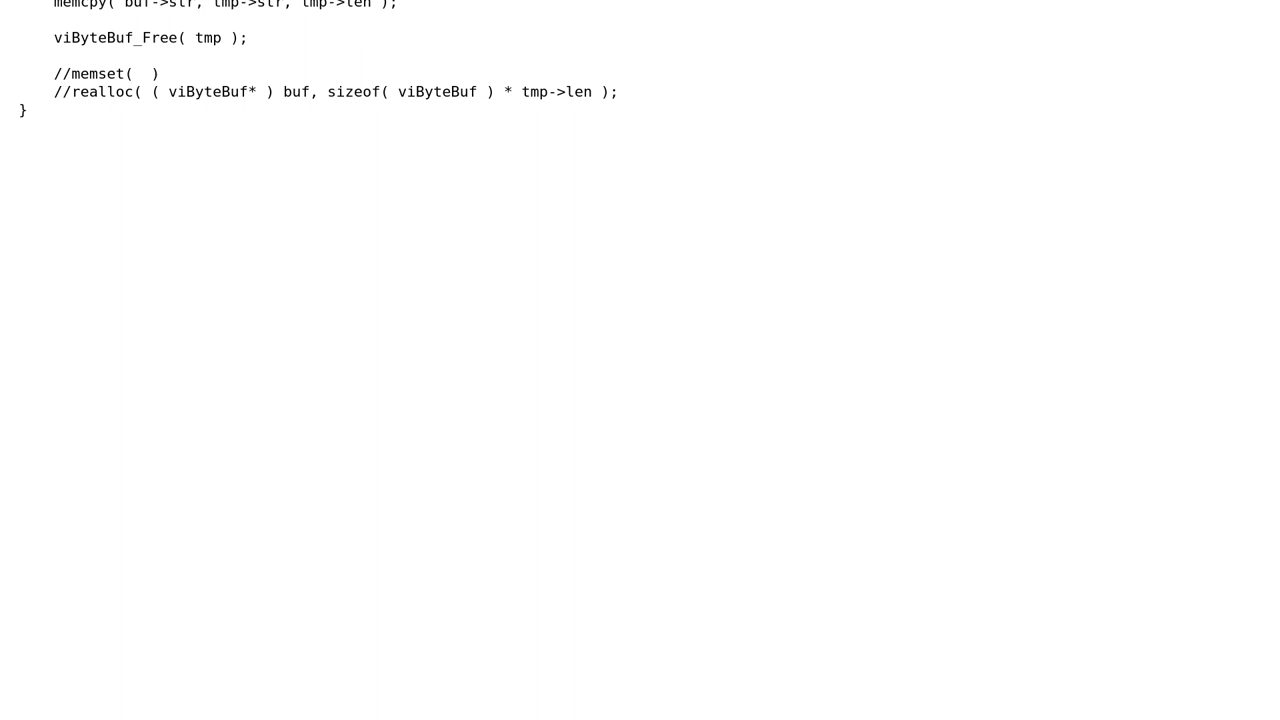 memcpy( buf->str, tmp->str, tmp->len );
viByteBuf_Free( tmp );
//memset(  )
//realloc( ( viByteBuf* ) buf, sizeof( viByteBuf ) * tmp->len );
}